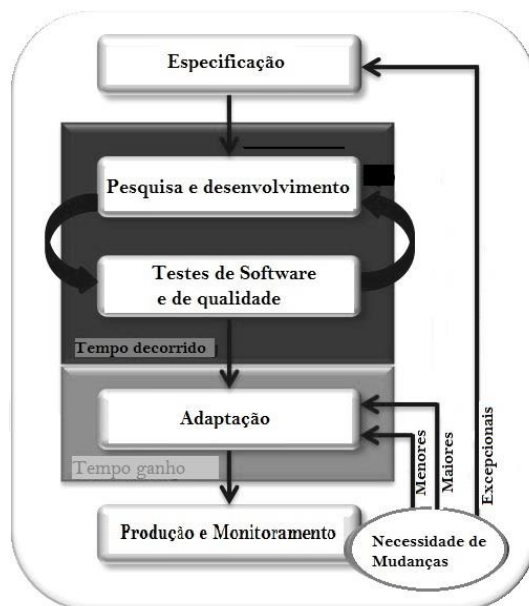 Especificação
Pesquisa e desenvolvimento
Testes de Software
e de qualidade
Tempo decorrido
Adaptação
Tempo ganho
Menores
Maiores
Excepcionais
Produção e Monitoramento
Necessidade de
Mudanças